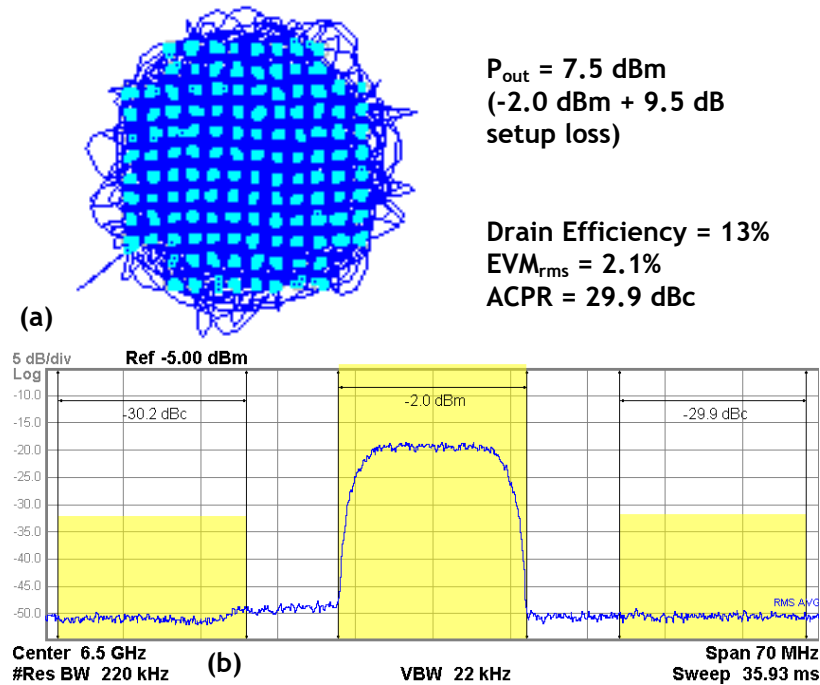 P_out = 7.5 dBm
(-2.0 dBm + 9.5 dB
setup loss)
Drain Efficiency = 13%
EVM_rms = 2.1%
ACPR = 29.9 dBc
(a)
5 dB/div Ref -5.00 dBm
Log
-10.0
-15.0
-20.0
-25.0
-30.0
-35.0
-40.0
-45.0
-50.0
-30.2 dBc
-2.0 dBm
-29.9 dBc
RMS AVG
Center 6.5 GHz Span 70 MHz
#Res BW 220 kHz (b) VBW 22 kHz Sweep 35.93 ms